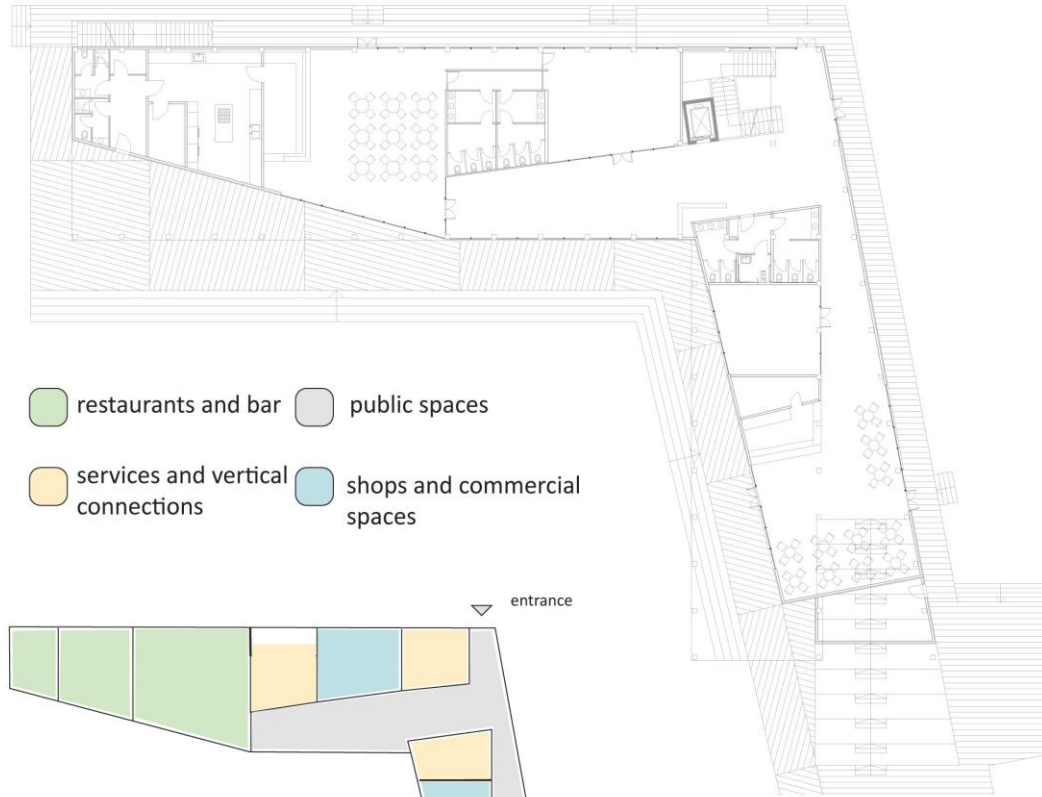 restaurants and bar
public spaces
services and vertical
connections
shops and commercial
spaces
entrance